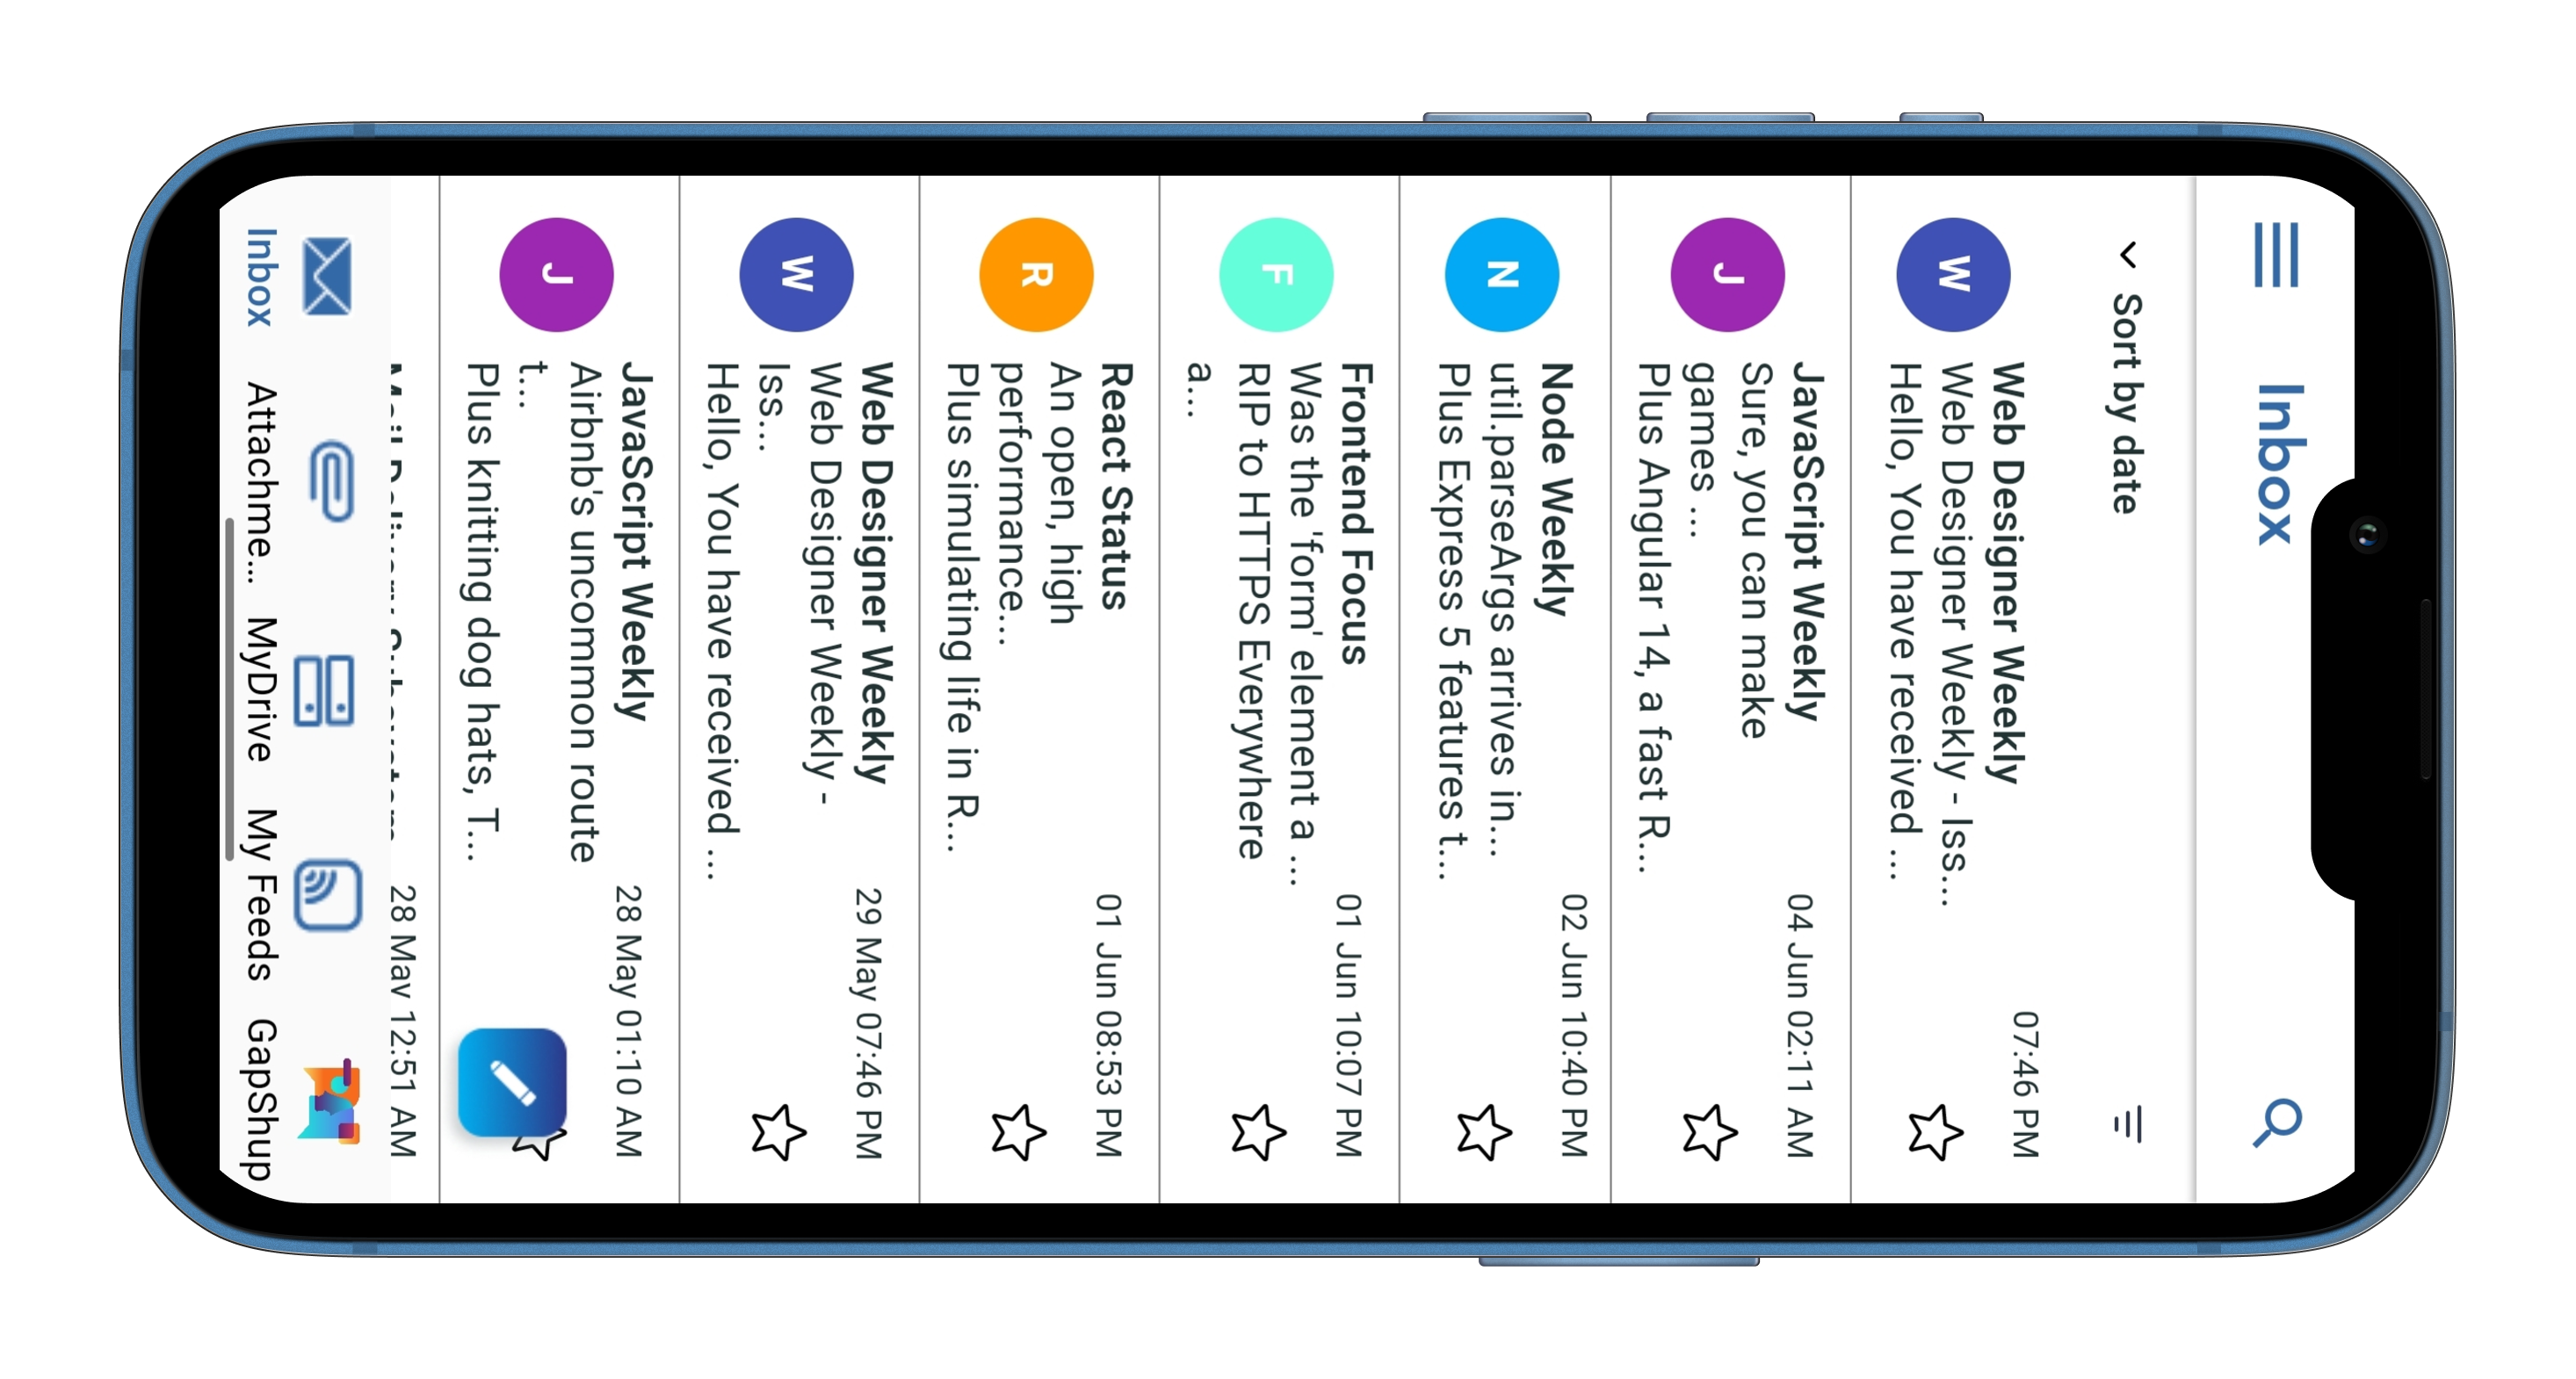 Inbox
Sort by date
W
Web Designer Weekly
07:46 PM
Web Designer Weekly - Iss...
Hello, You have received ...
J
JavaScript Weekly
04 Jun 02:11 AM
Sure, you can make
games ...
Plus Angular 14, a fast R...
N
Node Weekly
02 Jun 10:40 PM
util.parseArgs arrives in...
Plus Express 5 features t...
F
Frontend Focus
01 Jun 10:07 PM
Was the 'form' element a ...
RIP to HTTPS Everywhere
a...
R
React Status
01 Jun 08:53 PM
An open, high
performance...
Plus simulating life in R...
W
Web Designer Weekly
29 May 07:46 PM
Web Designer Weekly -
Iss...
Hello, You have received ...
J
JavaScript Weekly
28 May 01:10 AM
Airbnb's uncommon route
t...
Plus knitting dog hats, T...
Mail Delivery
28 May 12:51 AM
Inbox
Attachme...
MyDrive
My Feeds
GapShup